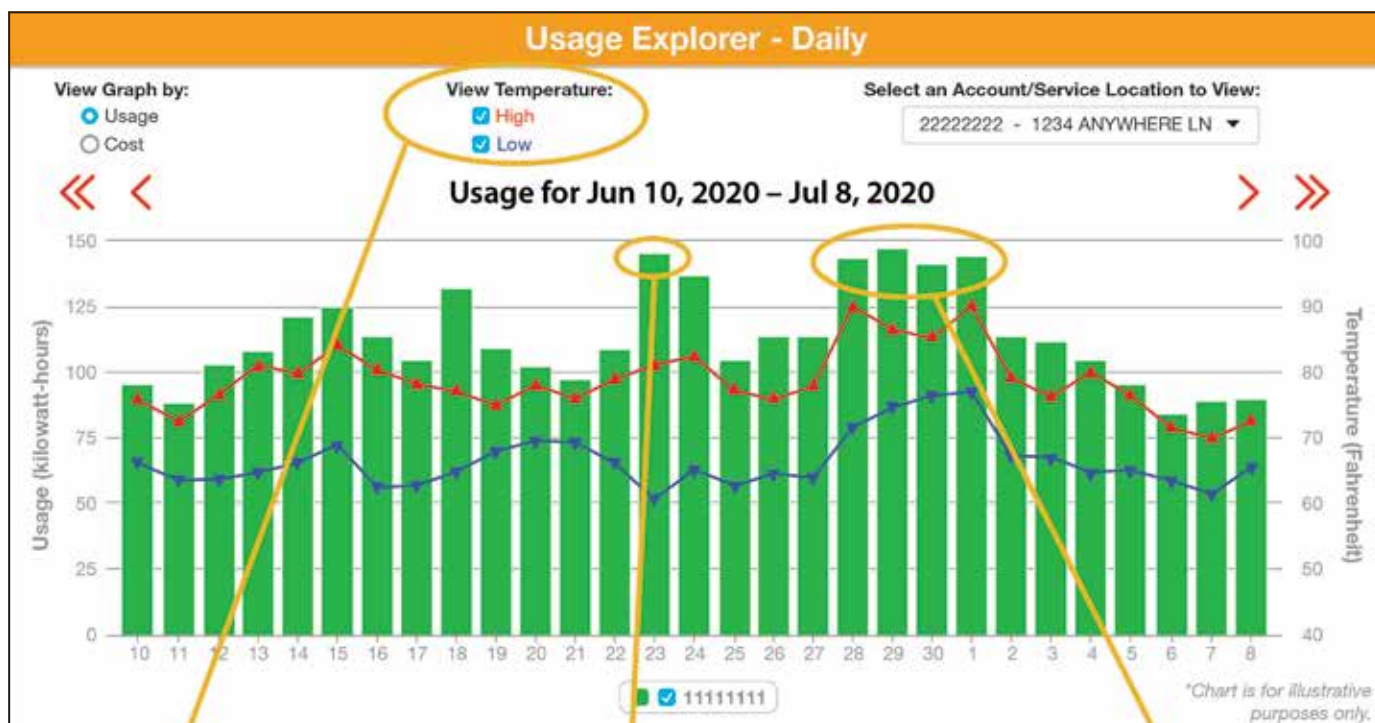 Usage Explorer - Daily
View Graph by:
Usage
Cost
View Temperature:
High
Low
Select an Account/Service Location to View:
22222222 - 1234 ANYWHERE LN
Usage for Jun 10, 2020 – Jul 8, 2020
Usage (kilowatt-hours)
150
125
100
75
50
25
0
100
90
80
70
60
50
40
Temperature (Fahrenheit)
10 11 12 13 14 15 16 17 18 19 20 21 22 23 24 25 26 27 28 29 30 1 2 3 4 5 6 7 8
11111111
*Chart is for illustrative
purposes only.